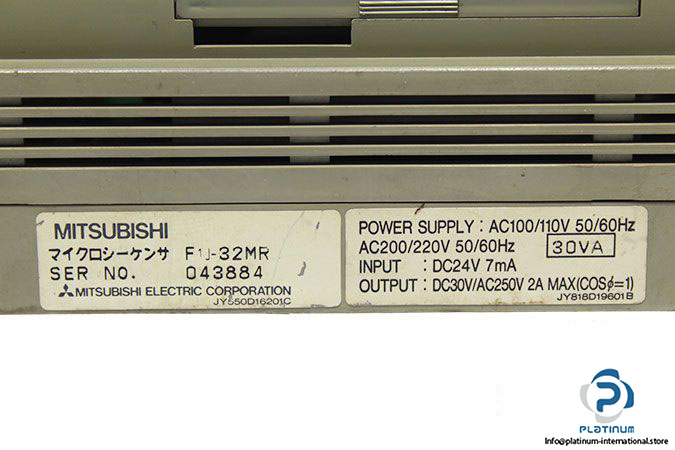 MITSUBISHI
マイクロシーケンサ F1J-32MR
SER NO. 043884
MITSUBISHI ELECTRIC CORPORATION
JY550D16201C
POWER SUPPLY : AC100/110V 50/60Hz
AC200/220V 50/60Hz 30VA
INPUT : DC24V 7mA
OUTPUT : DC30V/AC250V 2A MAX(COSϕ=1)
JY818D19601B
PLATINUM
Info@platinum-international.store